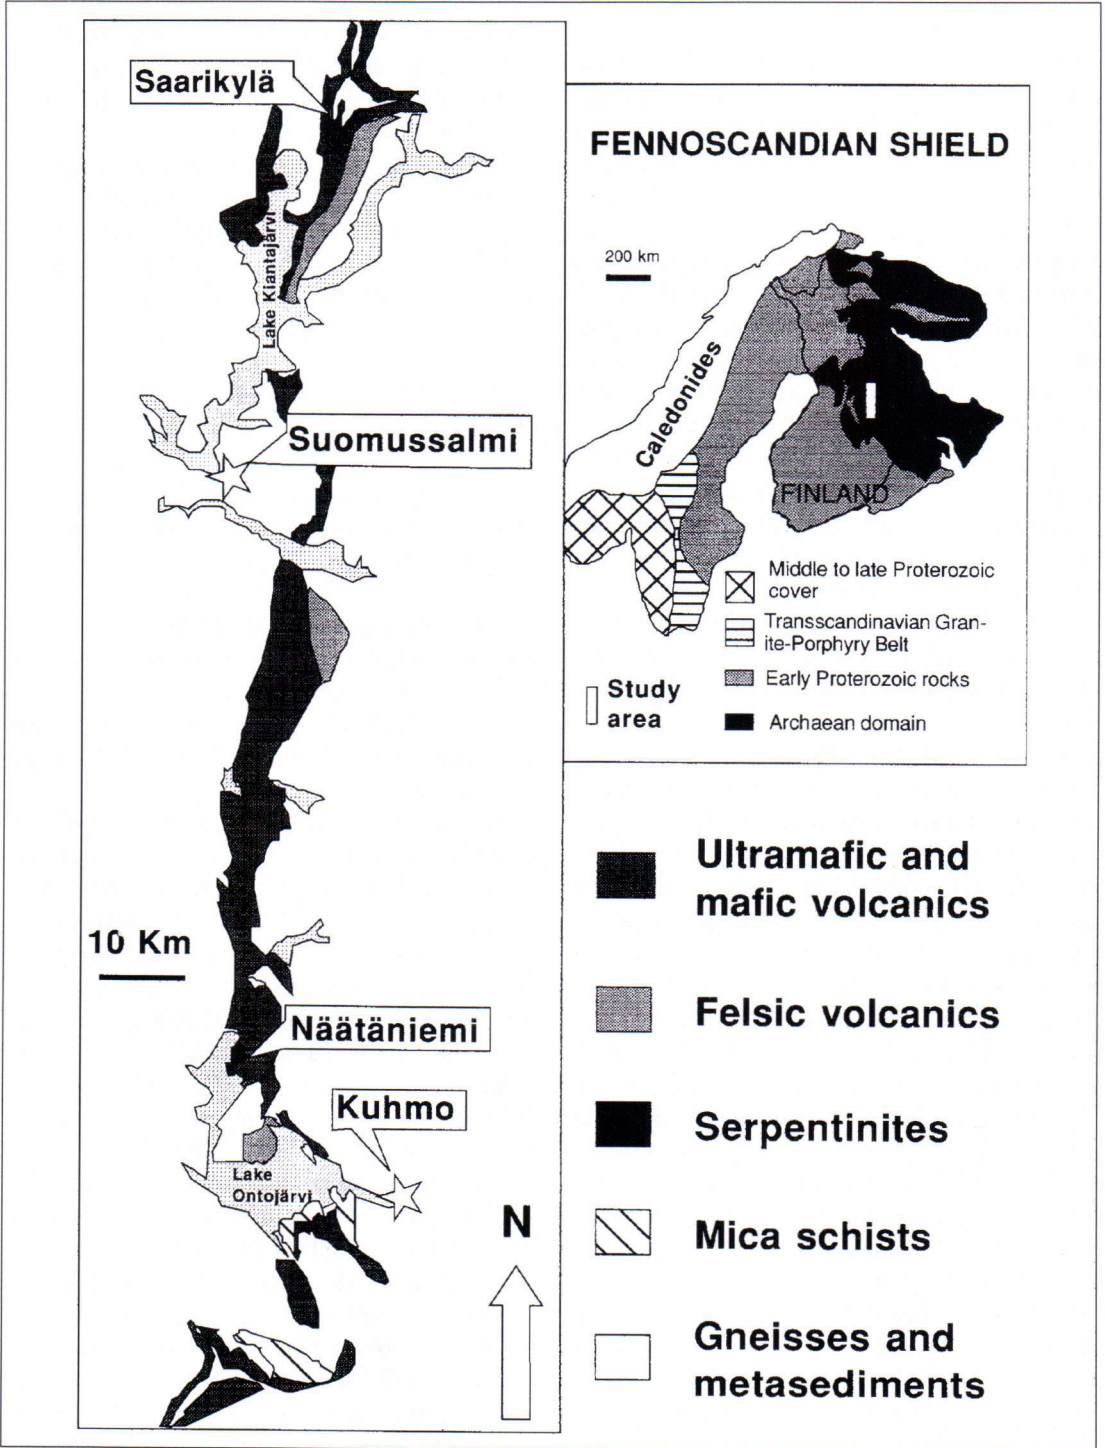 Saarikylä
Lake Kiantajärvi
Suomussalmi
10 Km
Näätäniemi
Kuhmo
Lake
Ontojärvi
N
FENNOSCANDIAN SHIELD
200 km
Caledonides
FINLAND
Middle to late Proterozoic
cover
Transscandinavian Gran-
ite-Porphyry Belt
Early Proterozoic rocks
Archaean domain
Study
area
Ultramafic and
mafic volcanics
Felsic volcanics
Serpentinites
Mica schists
Gneisses and
metasediments